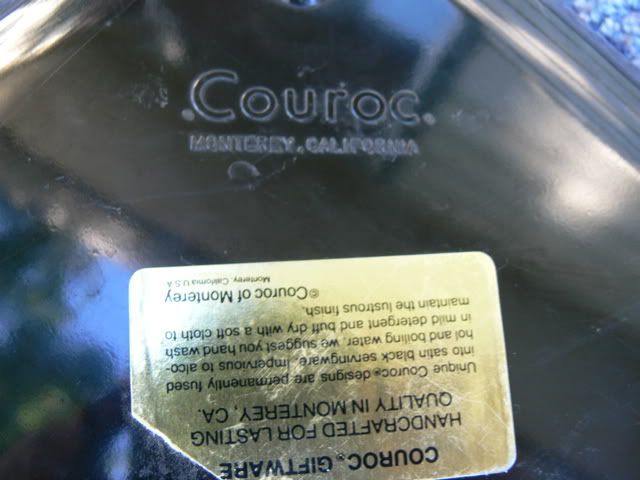 .Couroc.
MONTEREY, CALIFORNIA
COUROC® GIFTWARE
HANDCRAFTED FOR LASTING
QUALITY IN MONTEREY, CA.
Unique Couroc® designs are permanently fused
into satin black servingware. Impervious to alco-
hol and boiling water, we suggest you hand wash
in mild detergent and buff dry with a soft cloth to
maintain the lustrous finish.
©Couroc of Monterey
Monterey, California U.S.A